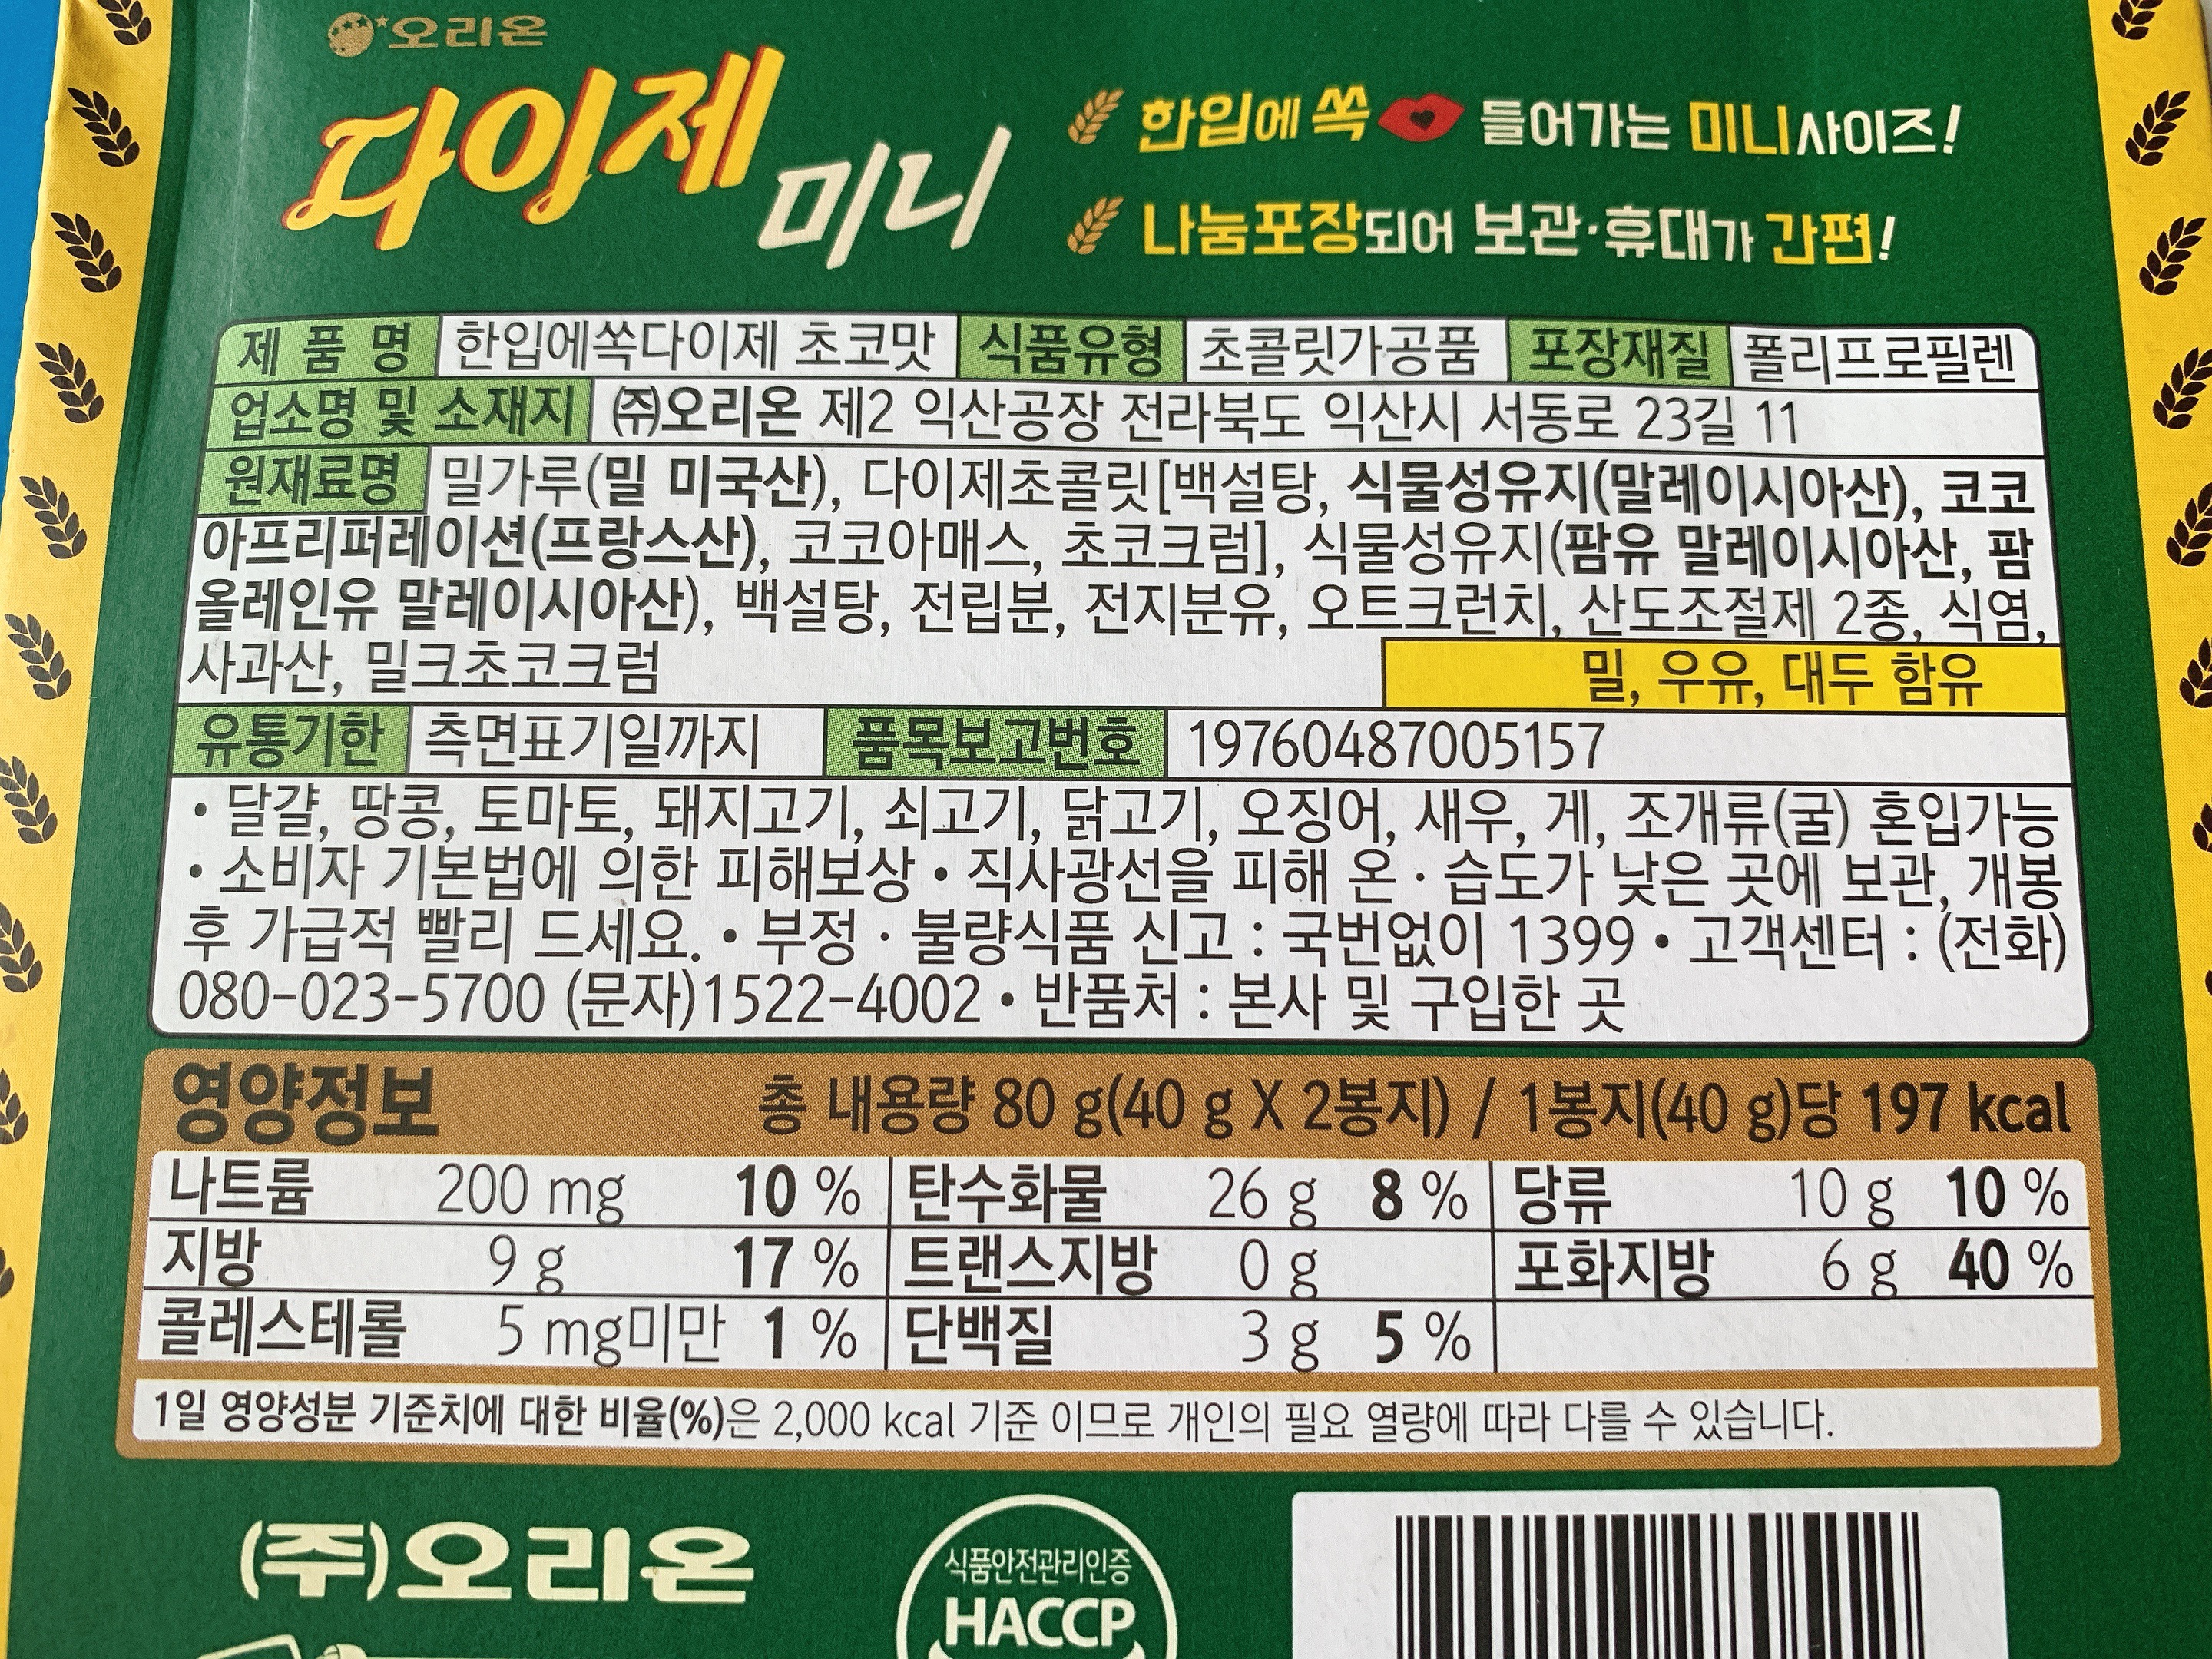 오리온
다이제 미니
한입에 쏙 들어가는 미니사이즈!
나눔포장되어 보관·휴대가 간편!
제 품 명 한입에쏙다이제 초코맛 식품유형 초콜릿가공품 포장재질 폴리프로필렌
업소명 및 소재지 ㈜오리온 제2 익산공장 전라북도 익산시 서동로 23길 11
원재료명 밀가루(밀 미국산), 다이제초콜릿[백설탕, 식물성유지(말레이시아산), 코코
아프리퍼레이션(프랑스산), 코코아매스, 초코크럼], 식물성유지(팜유 말레이시아산, 팜
올레인유 말레이시아산), 백설탕, 전립분, 전지분유, 오트크런치, 산도조절제 2종, 식염,
사과산, 밀크초코크럼 밀, 우유, 대두 함유
유통기한 측면표기일까지 품목보고번호 19760487005157
• 달걀, 땅콩, 토마토, 돼지고기, 쇠고기, 닭고기, 오징어, 새우, 게, 조개류(굴) 혼입가능
• 소비자 기본법에 의한 피해보상 • 직사광선을 피해 온 · 습도가 낮은 곳에 보관, 개봉
후 가급적 빨리 드세요. • 부정 · 불량식품 신고 : 국번없이 1399 • 고객센터 : (전화)
080-023-5700 (문자)1522-4002 • 반품처 : 본사 및 구입한 곳
영양정보 총 내용량 80 g(40 g X 2봉지) / 1봉지(40 g)당 197 kcal
나트륨 200 mg 10 % 탄수화물 26 g 8 % 당류 10 g 10 %
지방 9 g 17 % 트랜스지방 0 g 포화지방 6 g 40 %
콜레스테롤 5 mg미만 1 % 단백질 3 g 5 %
1일 영양성분 기준치에 대한 비율(%)은 2,000 kcal 기준 이므로 개인의 필요 열량에 따라 다를 수 있습니다.
(주)오리온
식품안전관리인증
HACCP